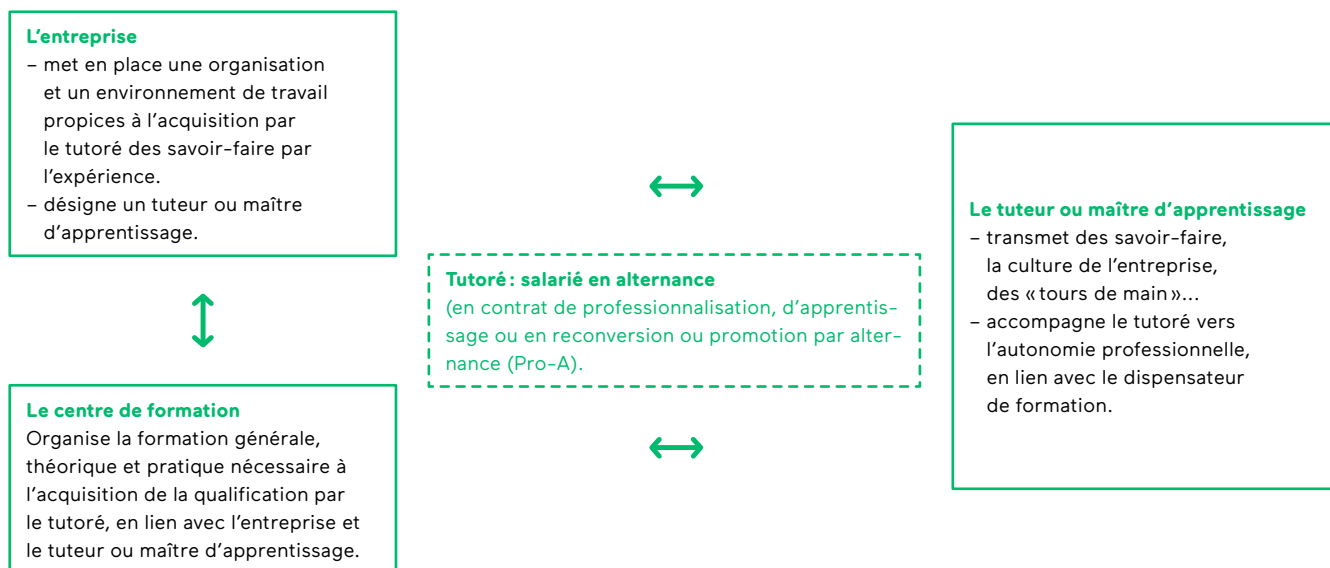 L'entreprise
– met en place une organisation
et un environnement de travail
propices à l'acquisition par
le tutoré des savoir-faire par
l'expérience.
– désigne un tuteur ou maître
d'apprentissage.
Le centre de formation
Organise la formation générale,
théorique et pratique nécessaire à
l'acquisition de la qualification par
le tutoré, en lien avec l'entreprise et
le tuteur ou maître d'apprentissage.
Tutoré : salarié en alternance
(en contrat de professionnalisation, d'apprentis-
sage ou en reconversion ou promotion par alter-
nance (Pro-A).
Le tuteur ou maître d'apprentissage
– transmet des savoir-faire,
la culture de l'entreprise,
des « tours de main »...
– accompagne le tutoré vers
l'autonomie professionnelle,
en lien avec le dispensateur
de formation.